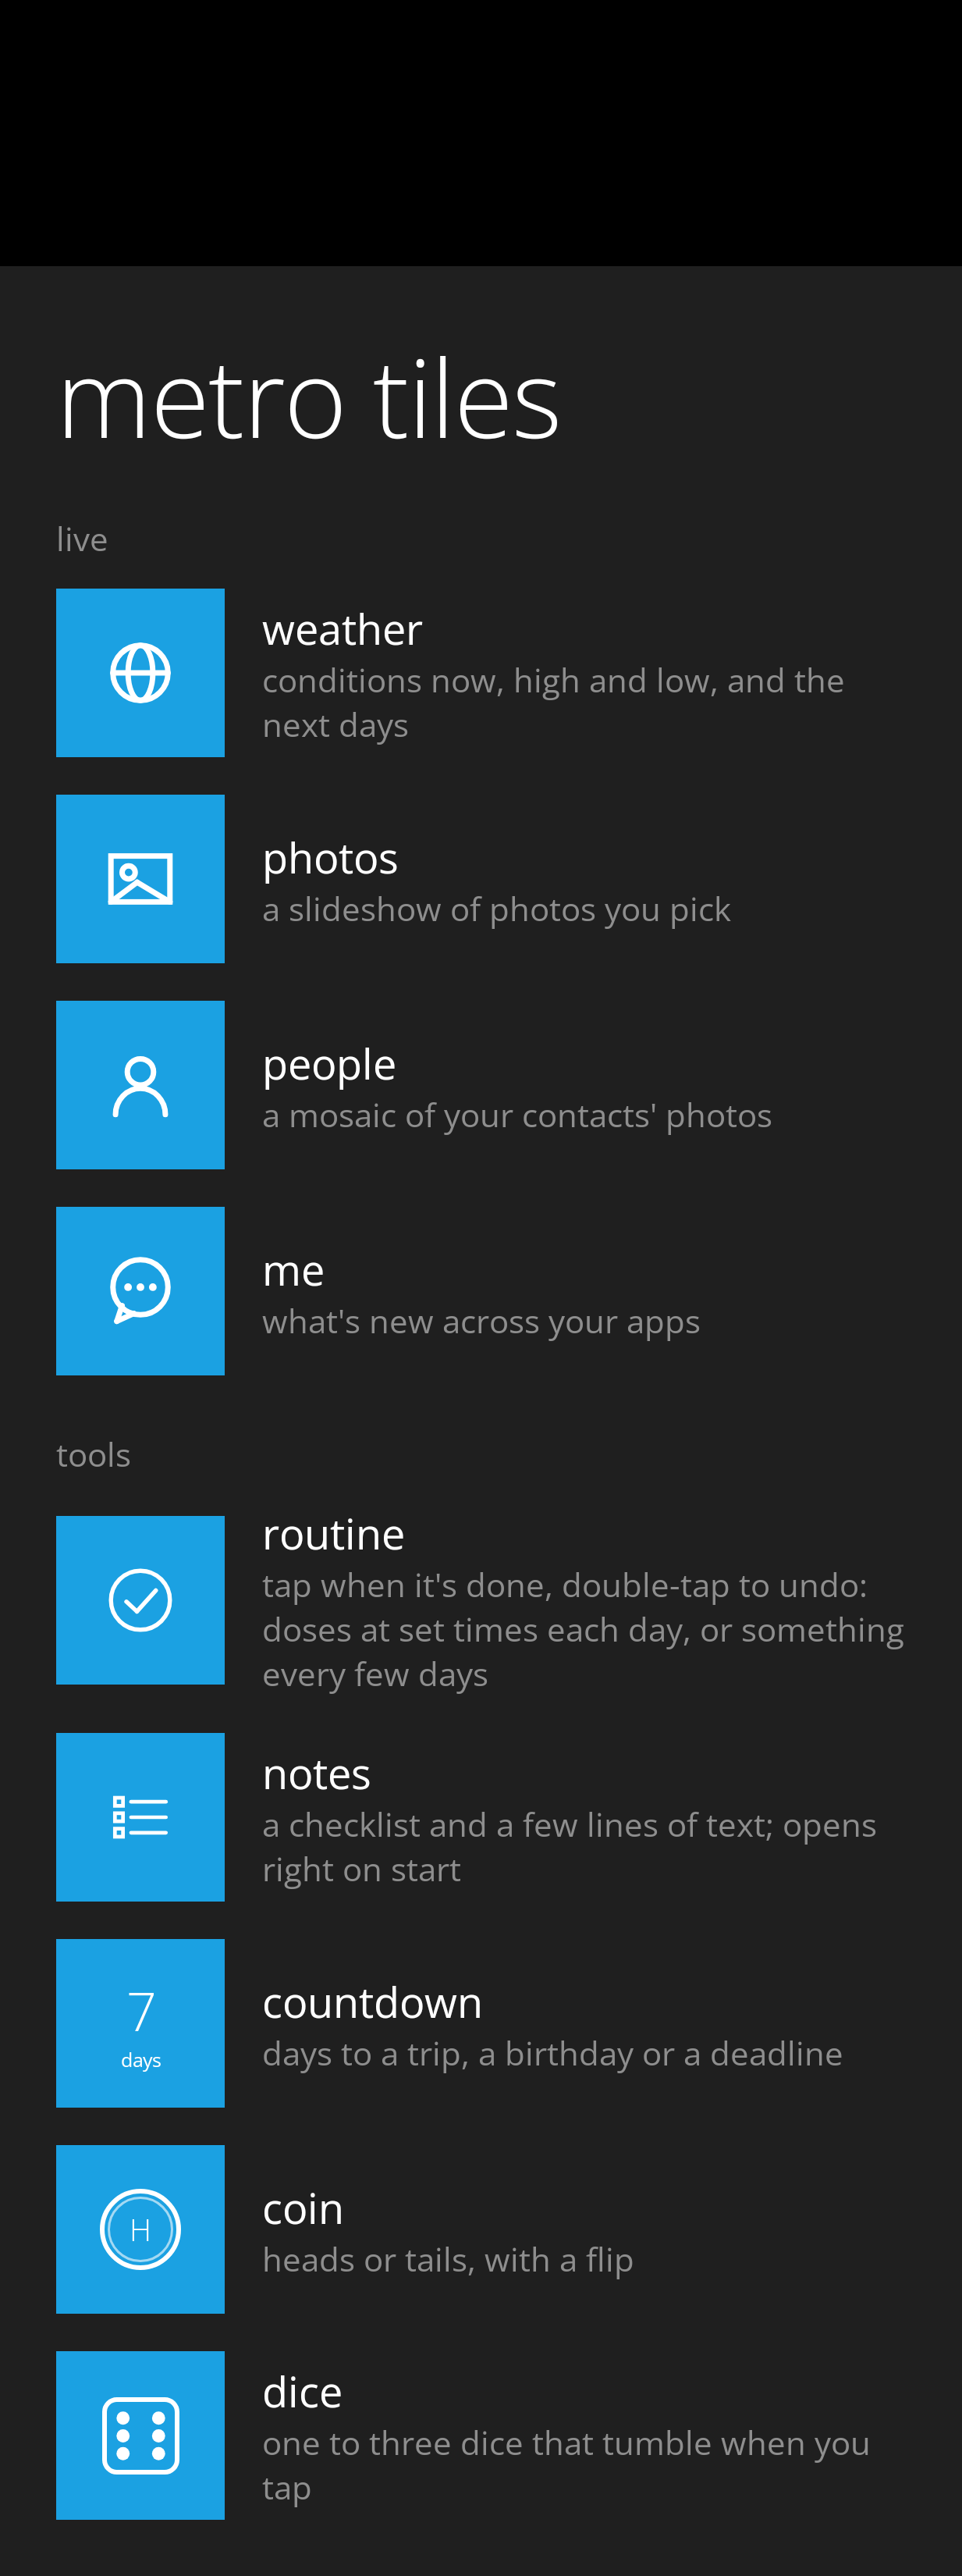 metro tiles
live
weather
conditions now, high and low, and the
next days
photos
a slideshow of photos you pick
people
a mosaic of your contacts' photos
me
what's new across your apps
tools
routine
tap when it's done, double-tap to undo:
doses at set times each day, or something
every few days
notes
a checklist and a few lines of text; opens
right on start
7
days
countdown
days to a trip, a birthday or a deadline
H
coin
heads or tails, with a flip
dice
one to three dice that tumble when you
tap